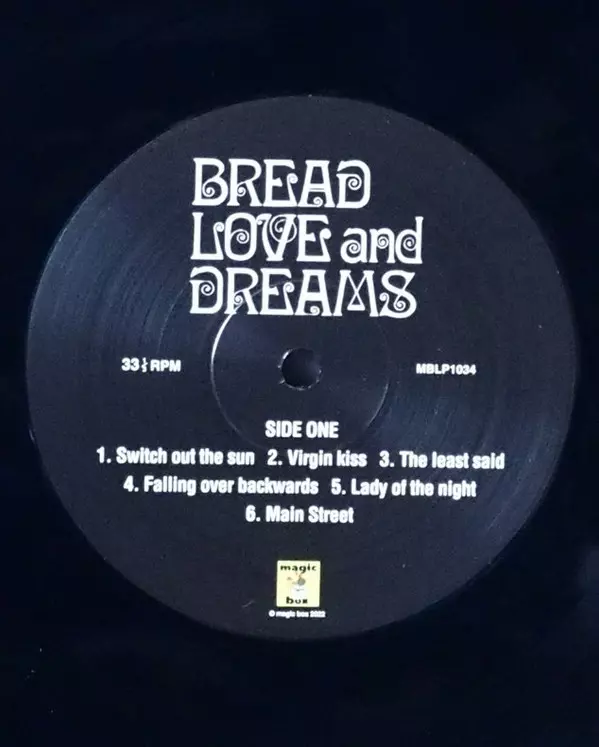 BREAD
LOVE and
DREAMS
33⅓ RPM
MBLP1034
SIDE ONE
1. Switch out the sun 2. Virgin kiss 3. The least said
4. Falling over backwards 5. Lady of the night
6. Main Street
magic
box
© magic box 2022